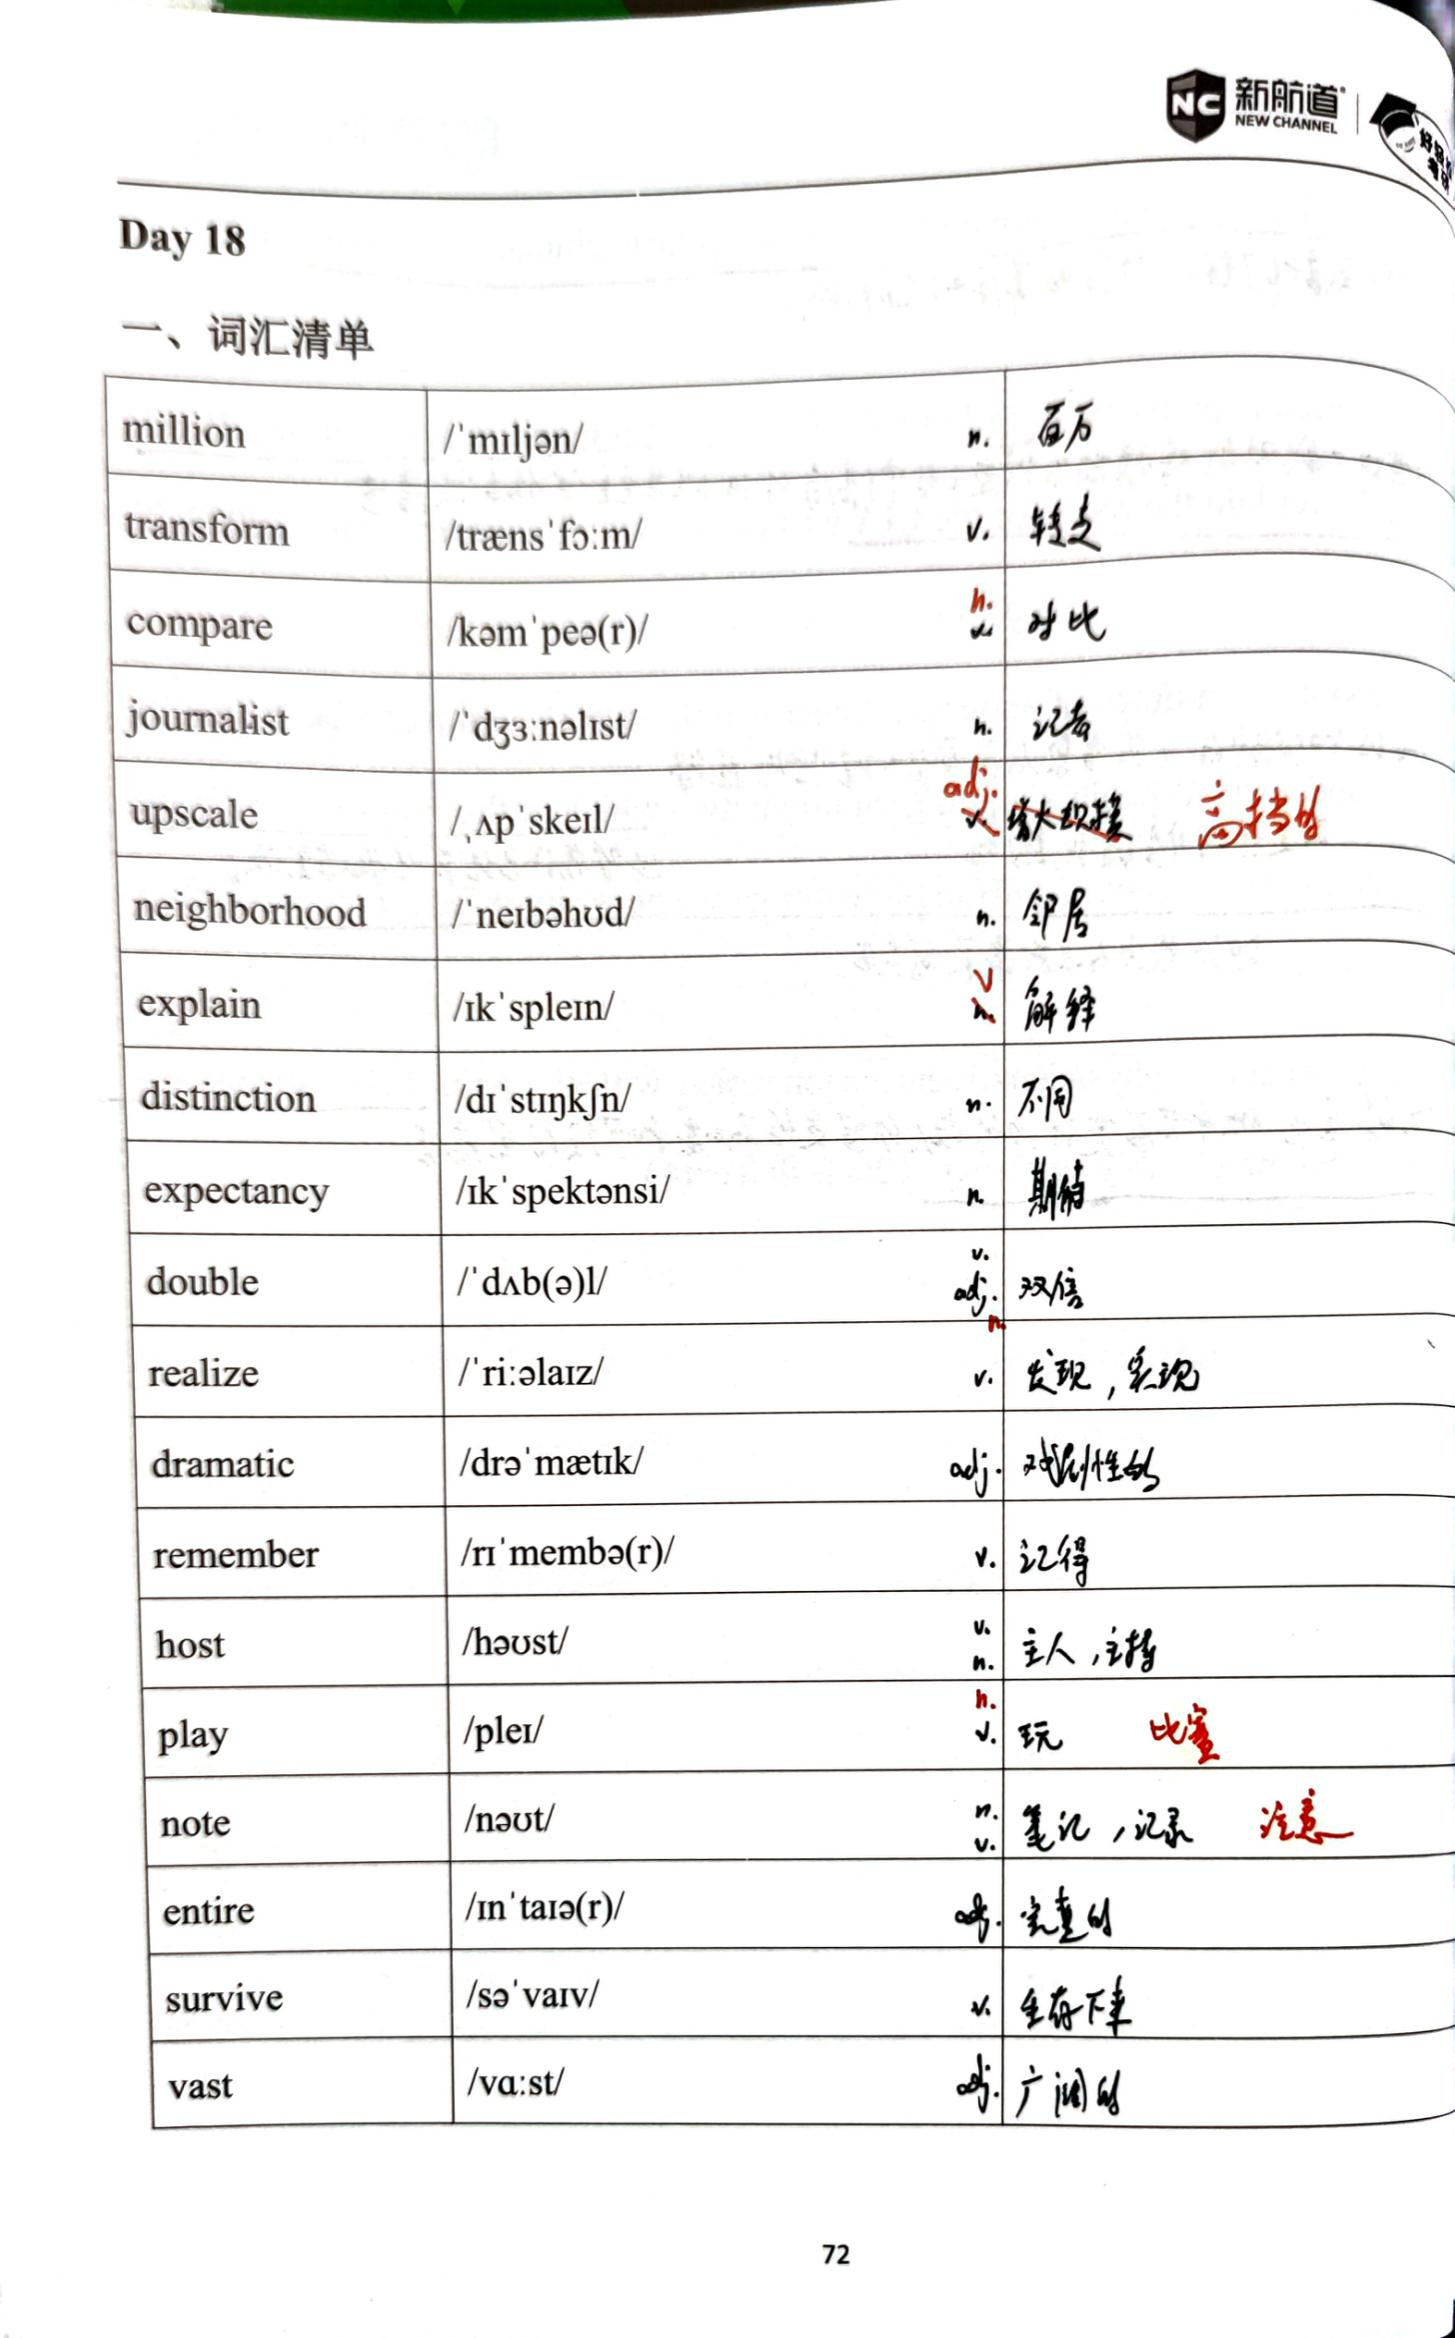 NC 新航道 NEW CHANNEL
Day 18
一、词汇清单
million /ˈmɪljən/ n. 百万
transform /trænsˈfɔːm/ v. 转变
compare /kəmˈpeə(r)/ n. v. 对比
journalist /ˈdʒɜːnəlɪst/ n. 记者
upscale /ˌʌpˈskeɪl/ adj. v. 增大规模 高档的
neighborhood /ˈneɪbəhʊd/ n. 邻居
explain /ɪkˈspleɪn/ v n. 解释
distinction /dɪˈstɪŋkʃn/ n. 不同
expectancy /ɪkˈspektənsi/ n. 期待
double /ˈdʌb(ə)l/ v. adj. n. 双倍
realize /ˈriːəlaɪz/ v. 发现，实现
dramatic /drəˈmætɪk/ adj. 戏剧性的
remember /rɪˈmembə(r)/ v. 记得
host /həʊst/ v. n. 主人，主持
play /pleɪ/ n. v. 玩 比赛
note /nəʊt/ n. v. 笔记，记录 注意
entire /ɪnˈtaɪə(r)/ adj. 完整的
survive /səˈvaɪv/ v. 生存下来
vast /vɑːst/ adj. 广阔的
72